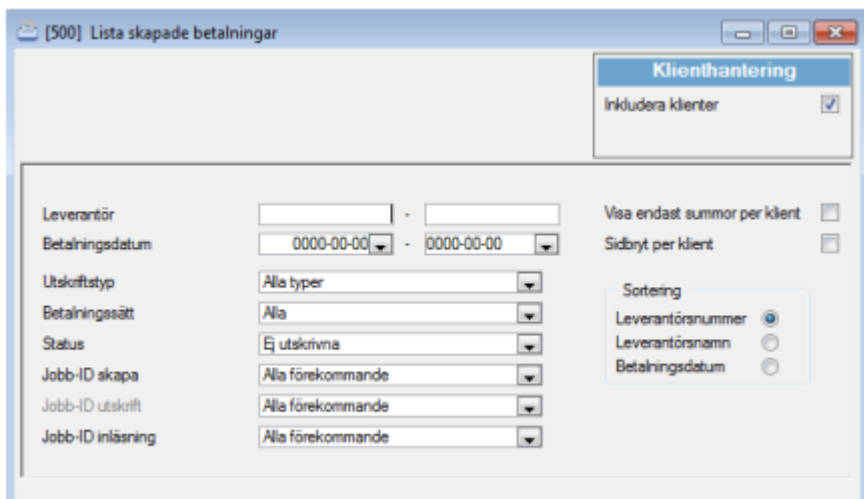 [500] Lista skapade betalningar
Klienthantering
Inkludera klienter
Leverantör - Visa endast summor per klient
Betalningsdatum 0000-00-00 - 0000-00-00 Sidbryt per klient
Utskriftstyp Alla typer
Sortering
Betalningssätt Alla
Leverantörsnummer
Status Ej utskrivna
Leverantörsnamn
Jobb-ID skapa Alla förekommande
Betalningsdatum
Jobb-ID utskrift Alla förekommande
Jobb-ID inläsning Alla förekommande